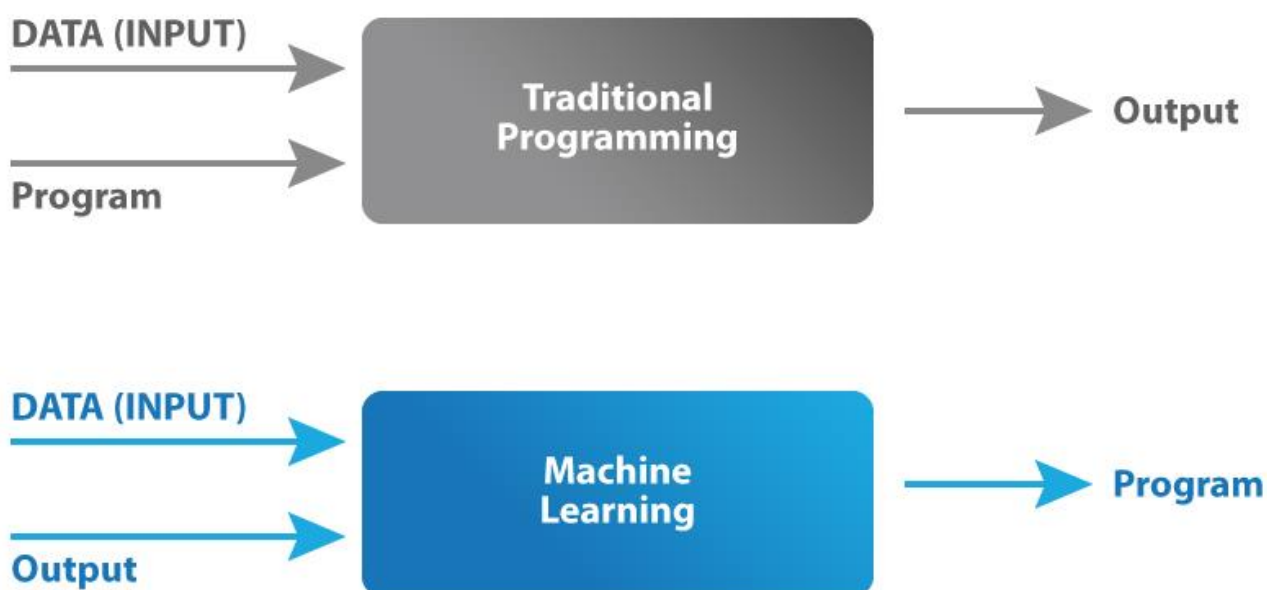 DATA (INPUT)
Program
Traditional
Programming
Output
DATA (INPUT)
Output
Machine
Learning
Program